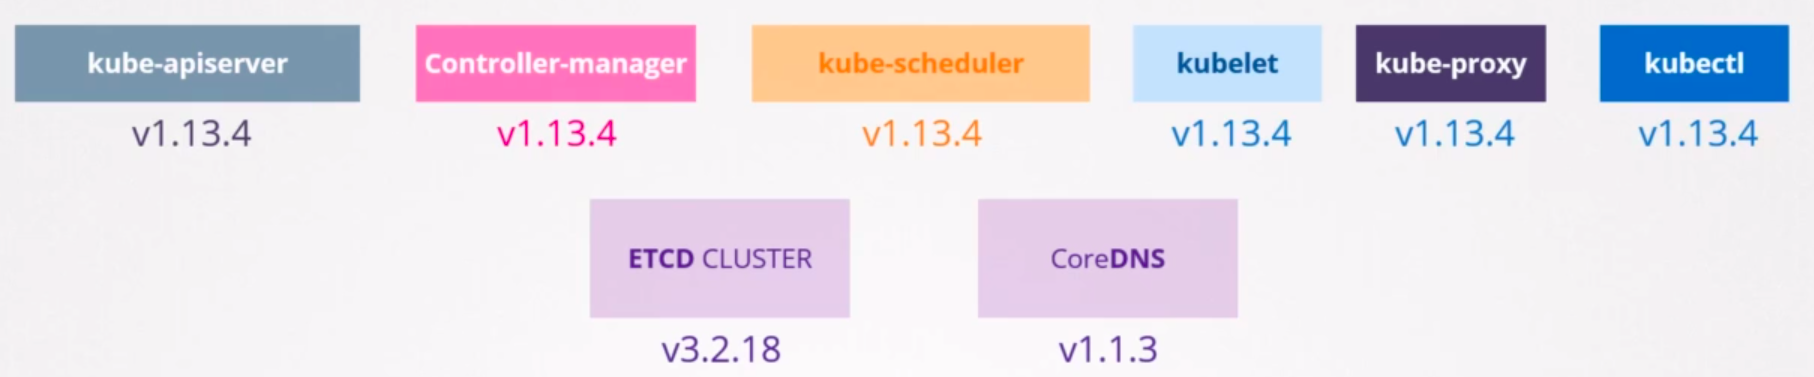 kube-apiserver Controller-manager kube-scheduler kubelet kube-proxy kubectl
v1.13.4 v1.13.4 v1.13.4 v1.13.4 v1.13.4 v1.13.4
ETCD CLUSTER CoreDNS
v3.2.18 v1.1.3